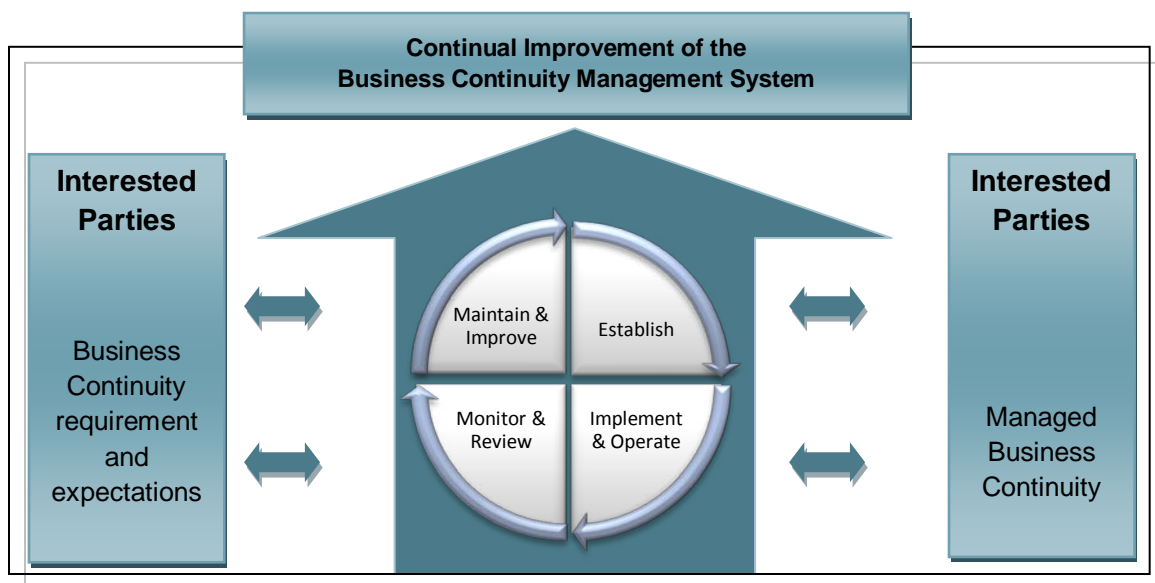 Continual Improvement of the
Business Continuity Management System
Interested
Parties
Business
Continuity
requirement
and
expectations
Maintain &
Improve
Establish
Monitor &
Review
Implement
& Operate
Interested
Parties
Managed
Business
Continuity